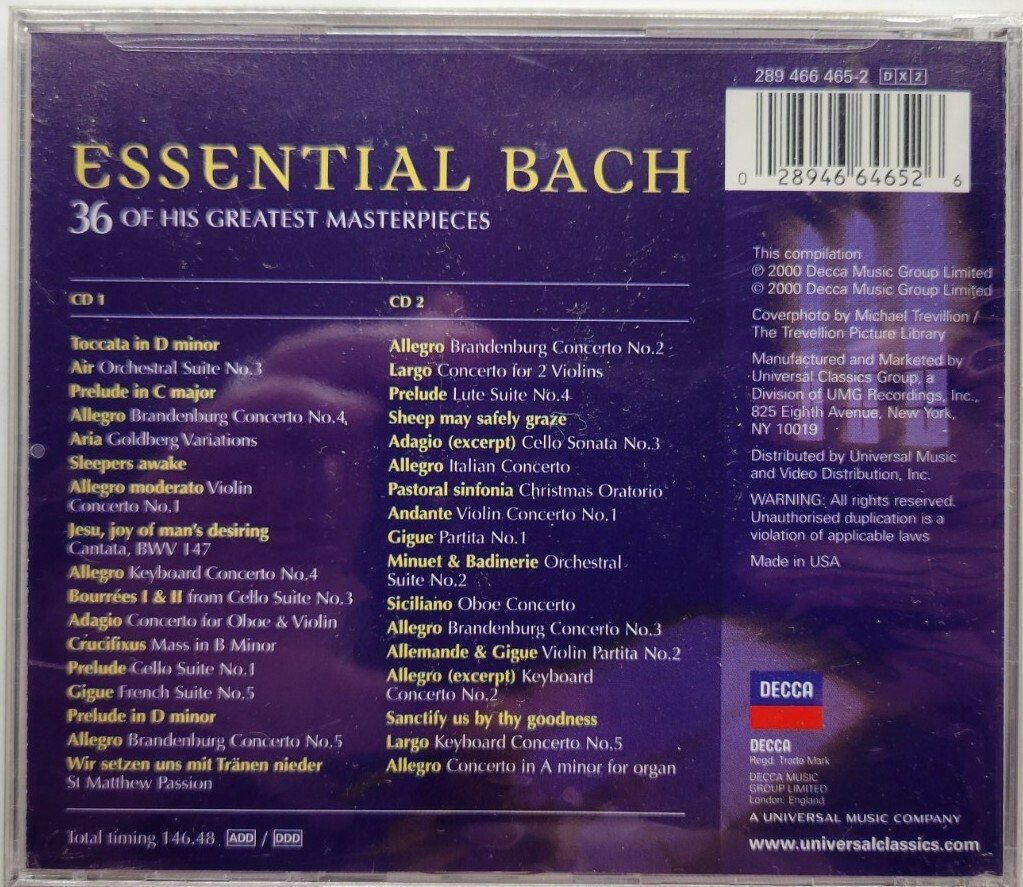 289 466 465-2 DX2
0 28946 64652 6
ESSENTIAL BACH
36 OF HIS GREATEST MASTERPIECES
CD 1
Toccata in D minor
Air Orchestral Suite No.3
Prelude in C major
Allegro Brandenburg Concerto No.4
Aria Goldberg Variations
Sleepers awake
Allegro moderato Violin
Concerto No.1
Jesu, joy of man's desiring
Cantata, BWV 147
Allegro Keyboard Concerto No.4
Bourrées I & II from Cello Suite No.3
Adagio Concerto for Oboe & Violin
Crucifixus Mass in B Minor
Prelude Cello Suite No.1
Gigue French Suite No.5
Prelude in D minor
Allegro Brandenburg Concerto No.5
Wir setzen uns mit Tränen nieder
St Matthew Passion
CD 2
Allegro Brandenburg Concerto No.2
Largo Concerto for 2 Violins
Prelude Lute Suite No.4
Sheep may safely graze
Adagio (excerpt) Cello Sonata No.3
Allegro Italian Concerto
Pastoral sinfonia Christmas Oratorio
Andante Violin Concerto No.1
Gigue Partita No.1
Minuet & Badinerie Orchestral
Suite No.2
Siciliano Oboe Concerto
Allegro Brandenburg Concerto No.3
Allemande & Gigue Violin Partita No.2
Allegro (excerpt) Keyboard
Concerto No.2
Sanctify us by thy goodness
Largo Keyboard Concerto No.5
Allegro Concerto in A minor for organ
Total timing 146.48 ADD / DDD
This compilation
℗ 2000 Decca Music Group Limited
© 2000 Decca Music Group Limited
Coverphoto by Michael Trevillion /
The Trevellion Picture Library
Manufactured and Marketed by
Universal Classics Group, a
Division of UMG Recordings, Inc.,
825 Eighth Avenue, New York,
NY 10019
Distributed by Universal Music
and Video Distribution, Inc.
WARNING: All rights reserved.
Unauthorised duplication is a
violation of applicable laws
Made in USA
DECCA
DECCA
Regd. Trade Mark
DECCA MUSIC
GROUP LIMITED
London, England
A UNIVERSAL MUSIC COMPANY
www.universalclassics.com